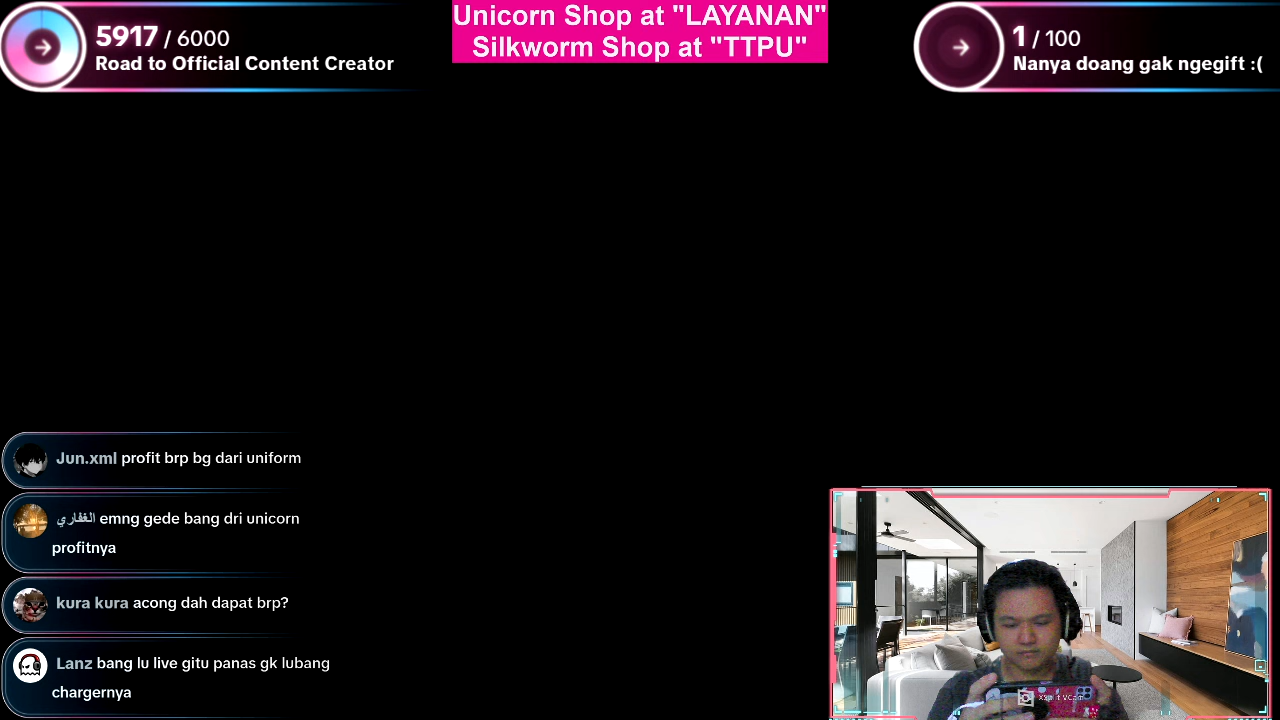 5917 / 6000
Road to Official Content Creator
Unicorn Shop at "LAYANAN"
Silkworm Shop at "TTPU"
1 / 100
Nanya doang gak ngegift :(
Jun.xml profit brp bg dari uniform
الغفاري emng gede bang dri unicorn
profitnya
kura kura acong dah dapat brp?
Lanz bang lu live gitu panas gk lubang
chargernya
XSplit VCam